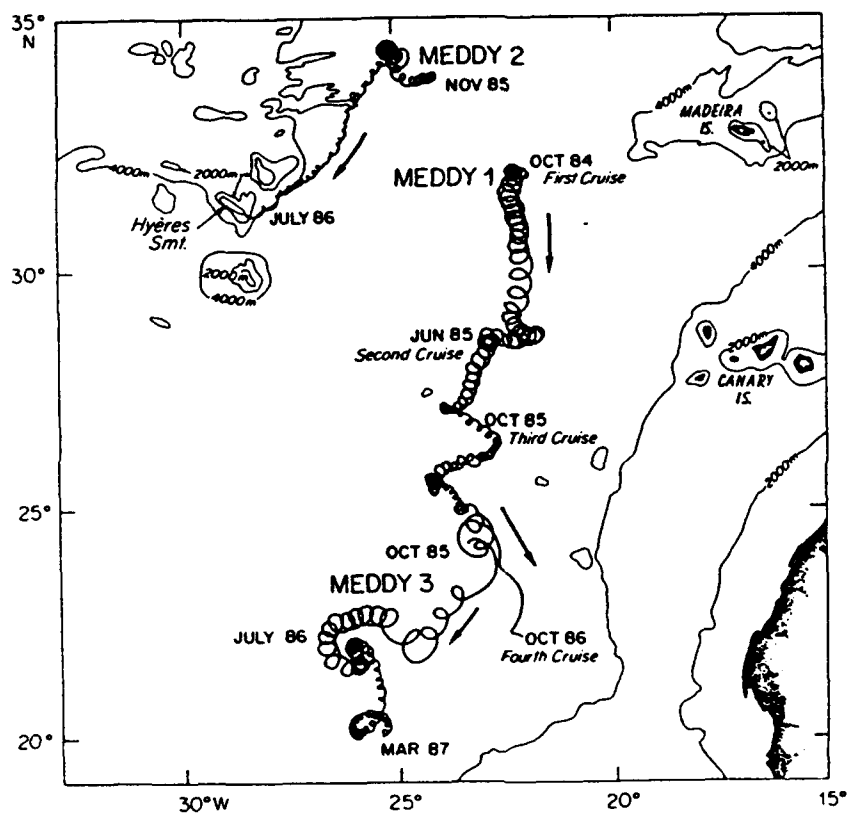 35°
N
MEDDY 2
NOV 85
4000m
MADEIRA
IS.
2000m
4000m
2000m
MEDDY 1
OCT 84
First Cruise
Hyères
Smt.
JULY 86
30°
2000m
4000m
4000m
JUN 85
Second Cruise
2000m
CANARY
IS.
OCT 85
Third Cruise
2000m
25°
OCT 85
MEDDY 3
JULY 86
OCT 86
Fourth Cruise
20°
MAR 87
30°W
25°
20°
15°